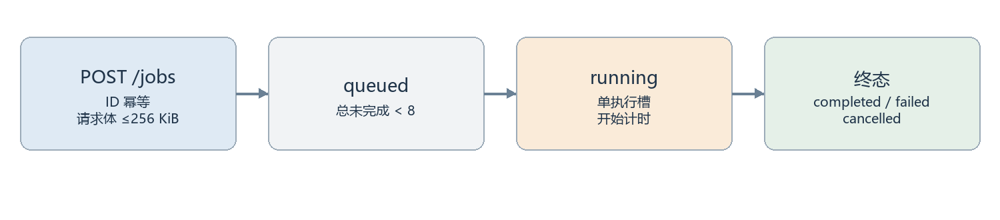 POST /jobs
ID 幂等
请求体 ≤256 KiB
queued
总未完成 < 8
running
单执行槽
开始计时
终态
completed / failed
cancelled